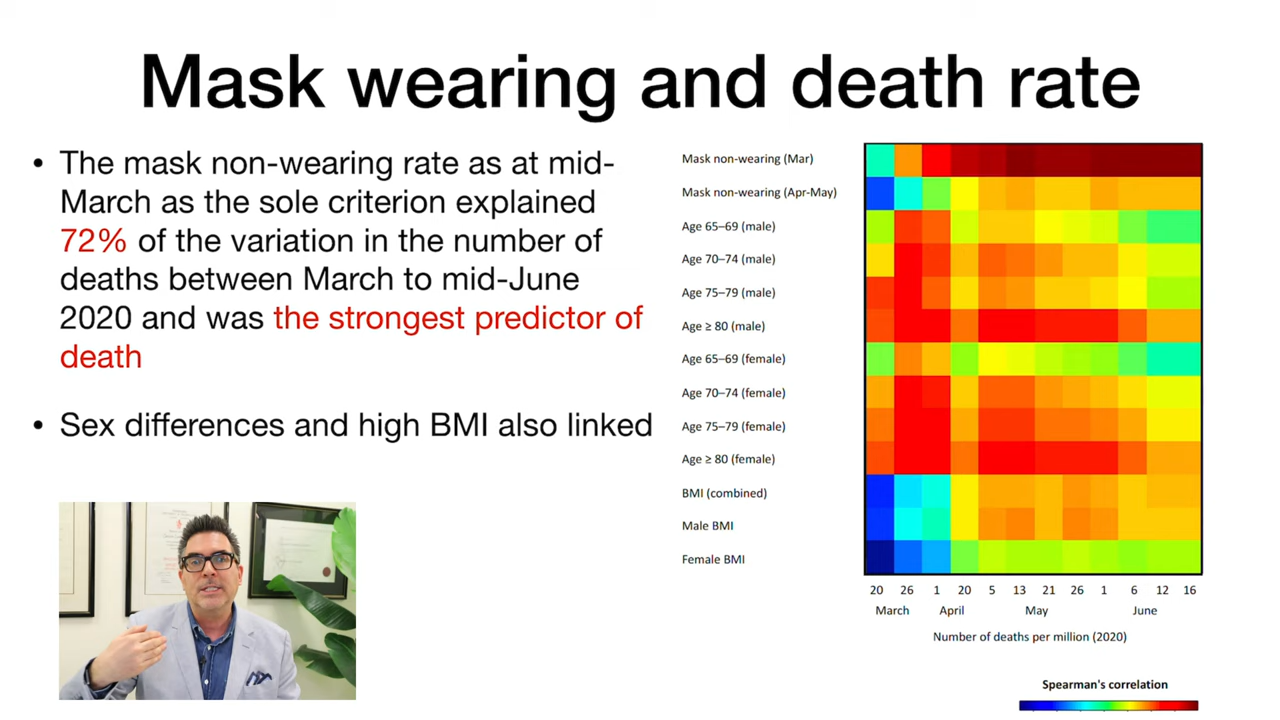 Mask wearing and death rate
• The mask non-wearing rate as at mid-
March as the sole criterion explained
72% of the variation in the number of
deaths between March to mid-June
2020 and was the strongest predictor of
death
• Sex differences and high BMI also linked
Mask non-wearing (Mar)
Mask non-wearing (Apr-May)
Age 65–69 (male)
Age 70–74 (male)
Age 75–79 (male)
Age ≥ 80 (male)
Age 65–69 (female)
Age 70–74 (female)
Age 75–79 (female)
Age ≥ 80 (female)
BMI (combined)
Male BMI
Female BMI
20 26 1 20 5 13 21 26 1 6 12 16
March April May June
Number of deaths per million (2020)
Spearman's correlation